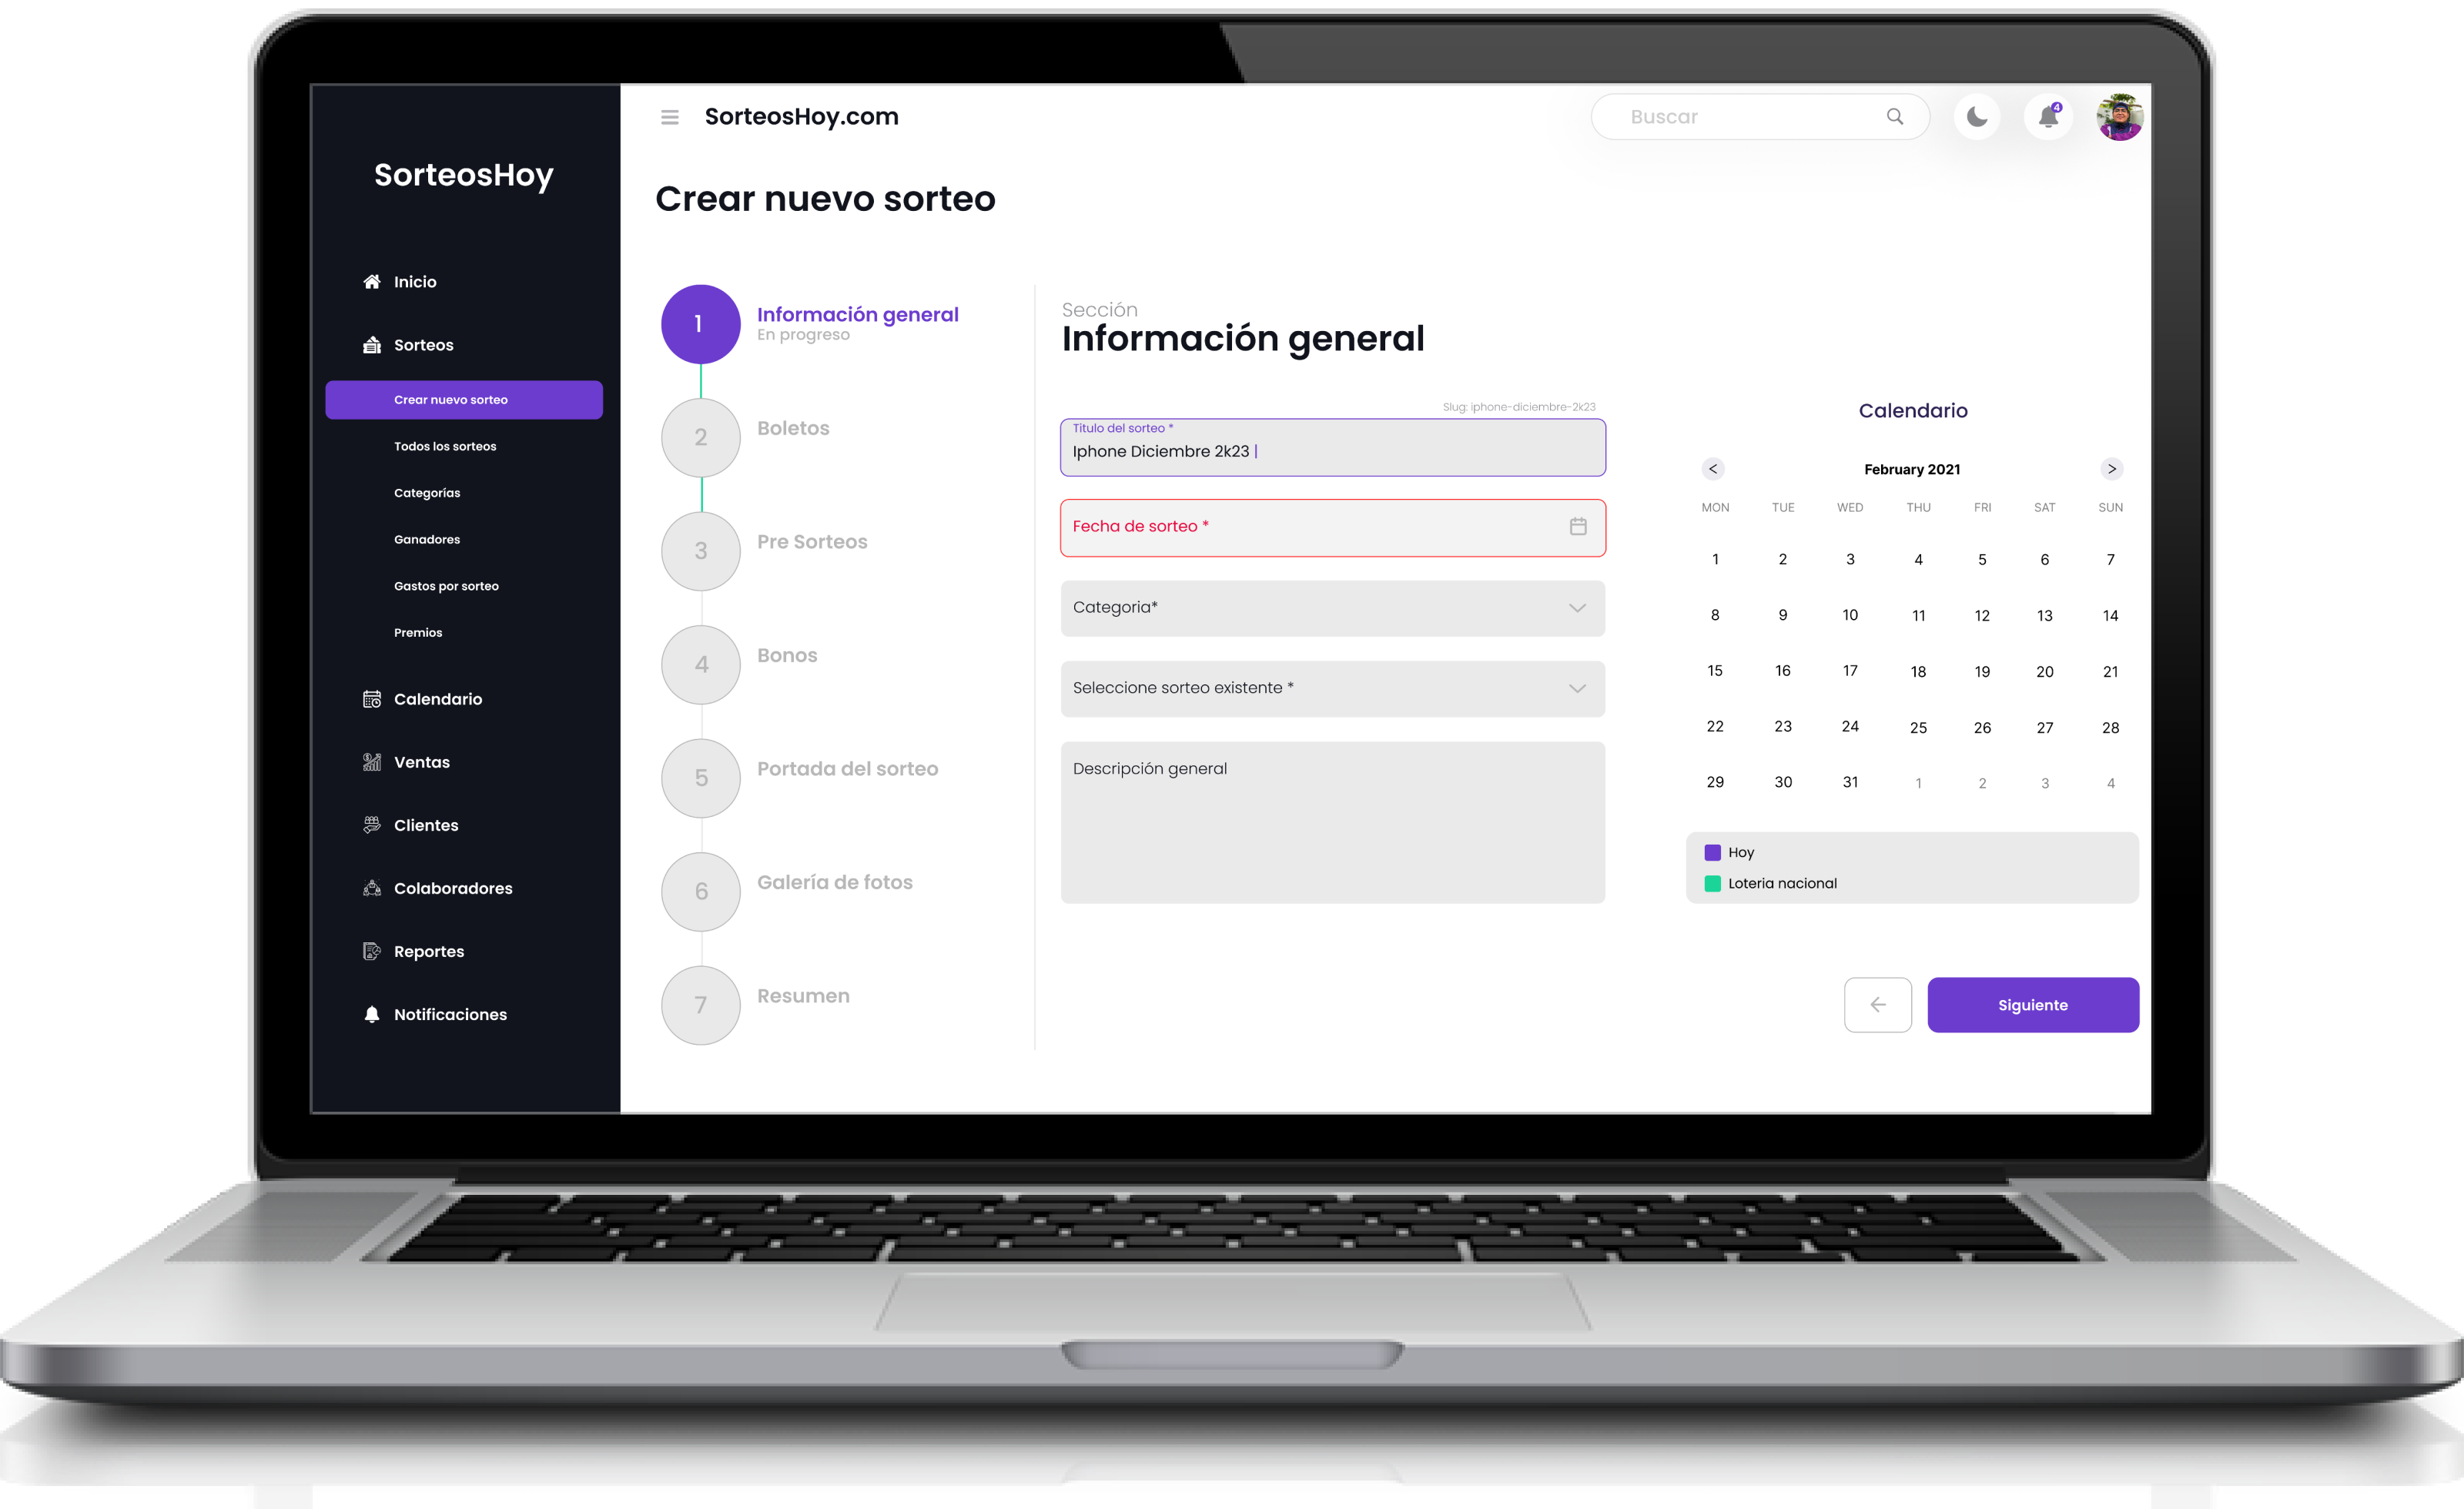 SorteosHoy
Inicio
Sorteos
Crear nuevo sorteo
Todos los sorteos
Categorías
Ganadores
Gastos por sorteo
Premios
Calendario
Ventas
Clientes
Colaboradores
Reportes
Notificaciones
SorteosHoy.com
Buscar
4
Crear nuevo sorteo
1
Información general
En progreso
2
Boletos
3
Pre Sorteos
4
Bonos
5
Portada del sorteo
6
Galería de fotos
7
Resumen
Sección
Información general
Slug: iphone-diciembre-2k23
Titulo del sorteo *
Iphone Diciembre 2k23
Fecha de sorteo *
Categoria*
Seleccione sorteo existente *
Descripción general
Calendario
< February 2021 >
MON TUE WED THU FRI SAT SUN
1 2 3 4 5 6 7
8 9 10 11 12 13 14
15 16 17 18 19 20 21
22 23 24 25 26 27 28
29 30 31 1 2 3 4
Hoy
Loteria nacional
Siguiente